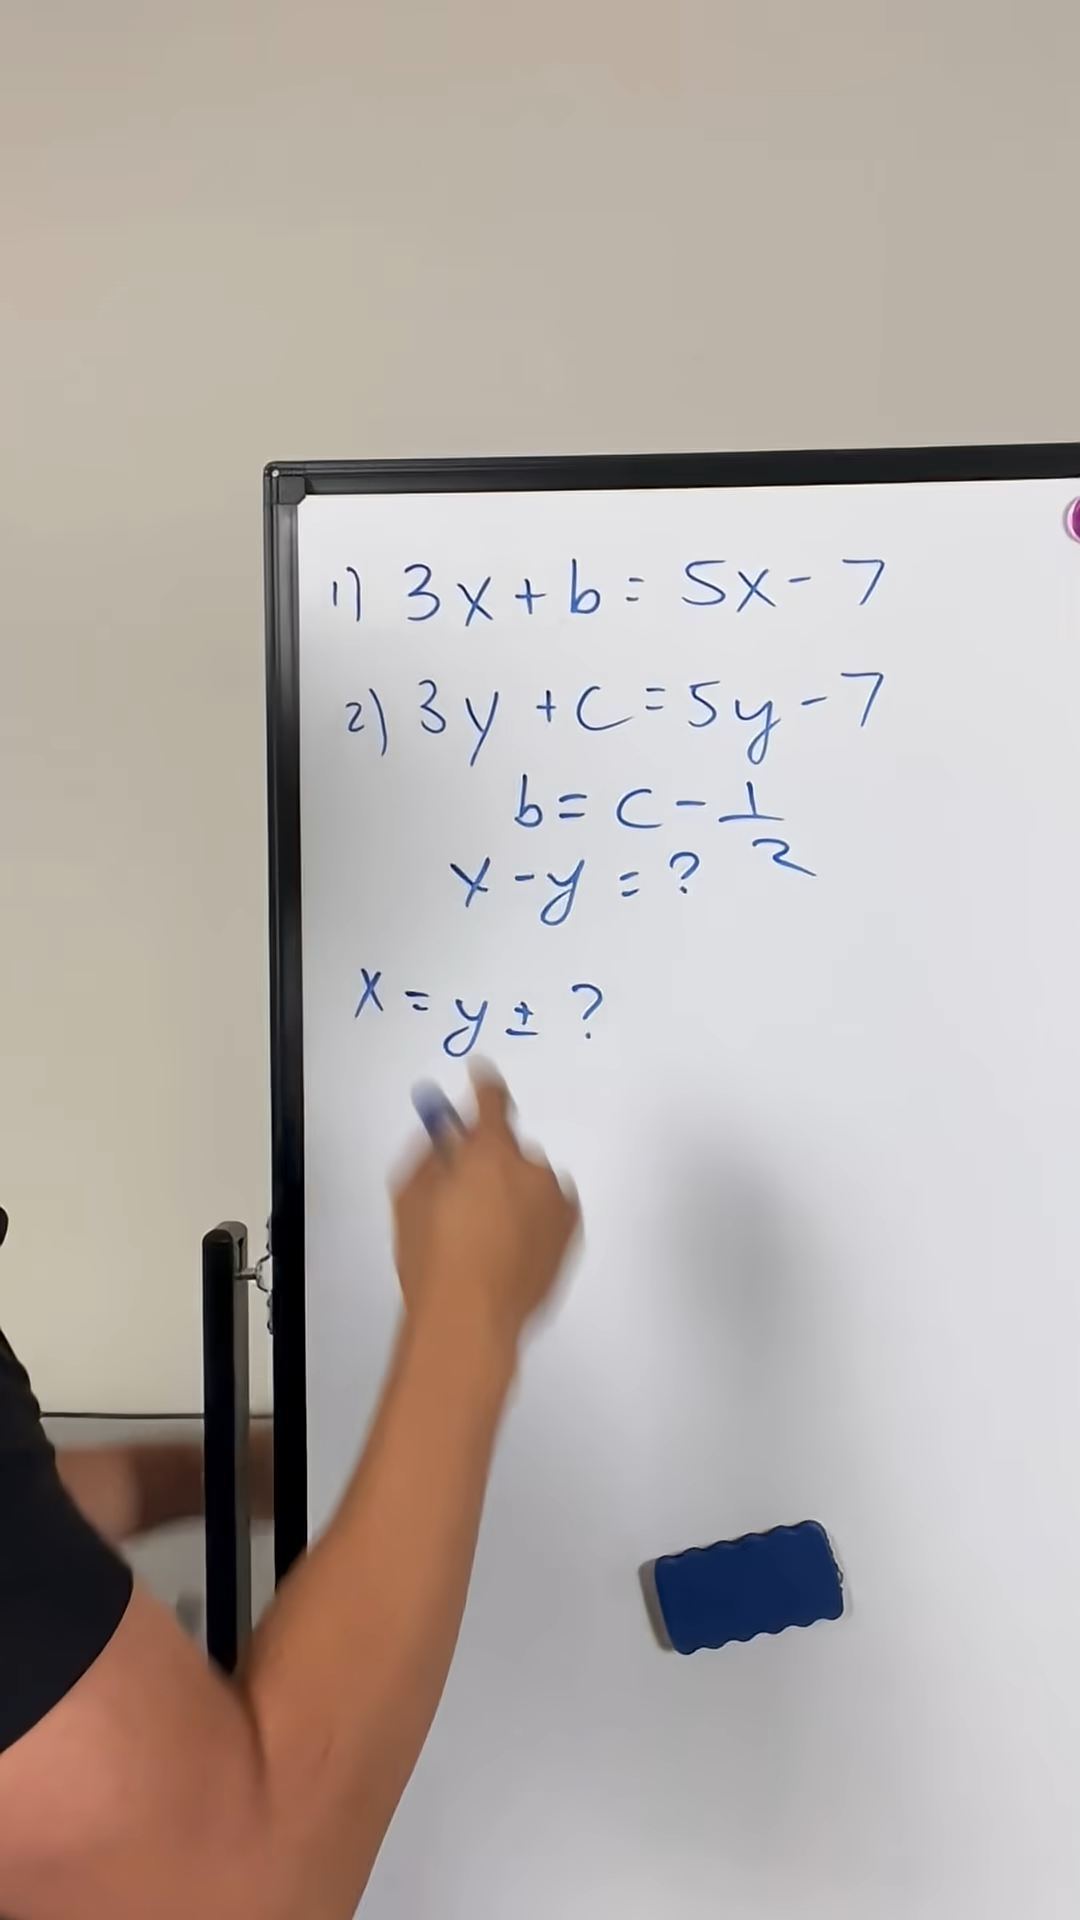 1) 3x + b = 5x - 7
2) 3y + c = 5y - 7
b = c - 1/2
x - y = ?
x = y ± ?